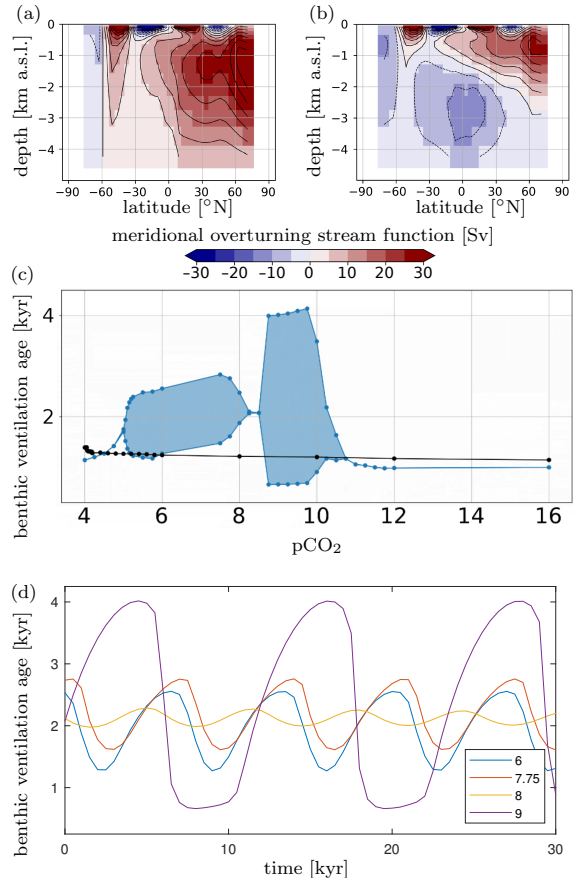 (a)
(b)
depth [km a.s.l.]
0
−1
−2
−3
−4
−90 −60 −30 0 30 60 90
latitude [°N]
depth [km a.s.l.]
0
−1
−2
−3
−4
−90 −60 −30 0 30 60 90
latitude [°N]
meridional overturning stream function [Sv]
−30 −20 −10 0 10 20 30
(c)
benthic ventilation age [kyr]
4
2
4 6 8 10 12 14 16
pCO₂
(d)
benthic ventilation age [kyr]
4
3
2
1
6
7.75
8
9
0 10 20 30
time [kyr]